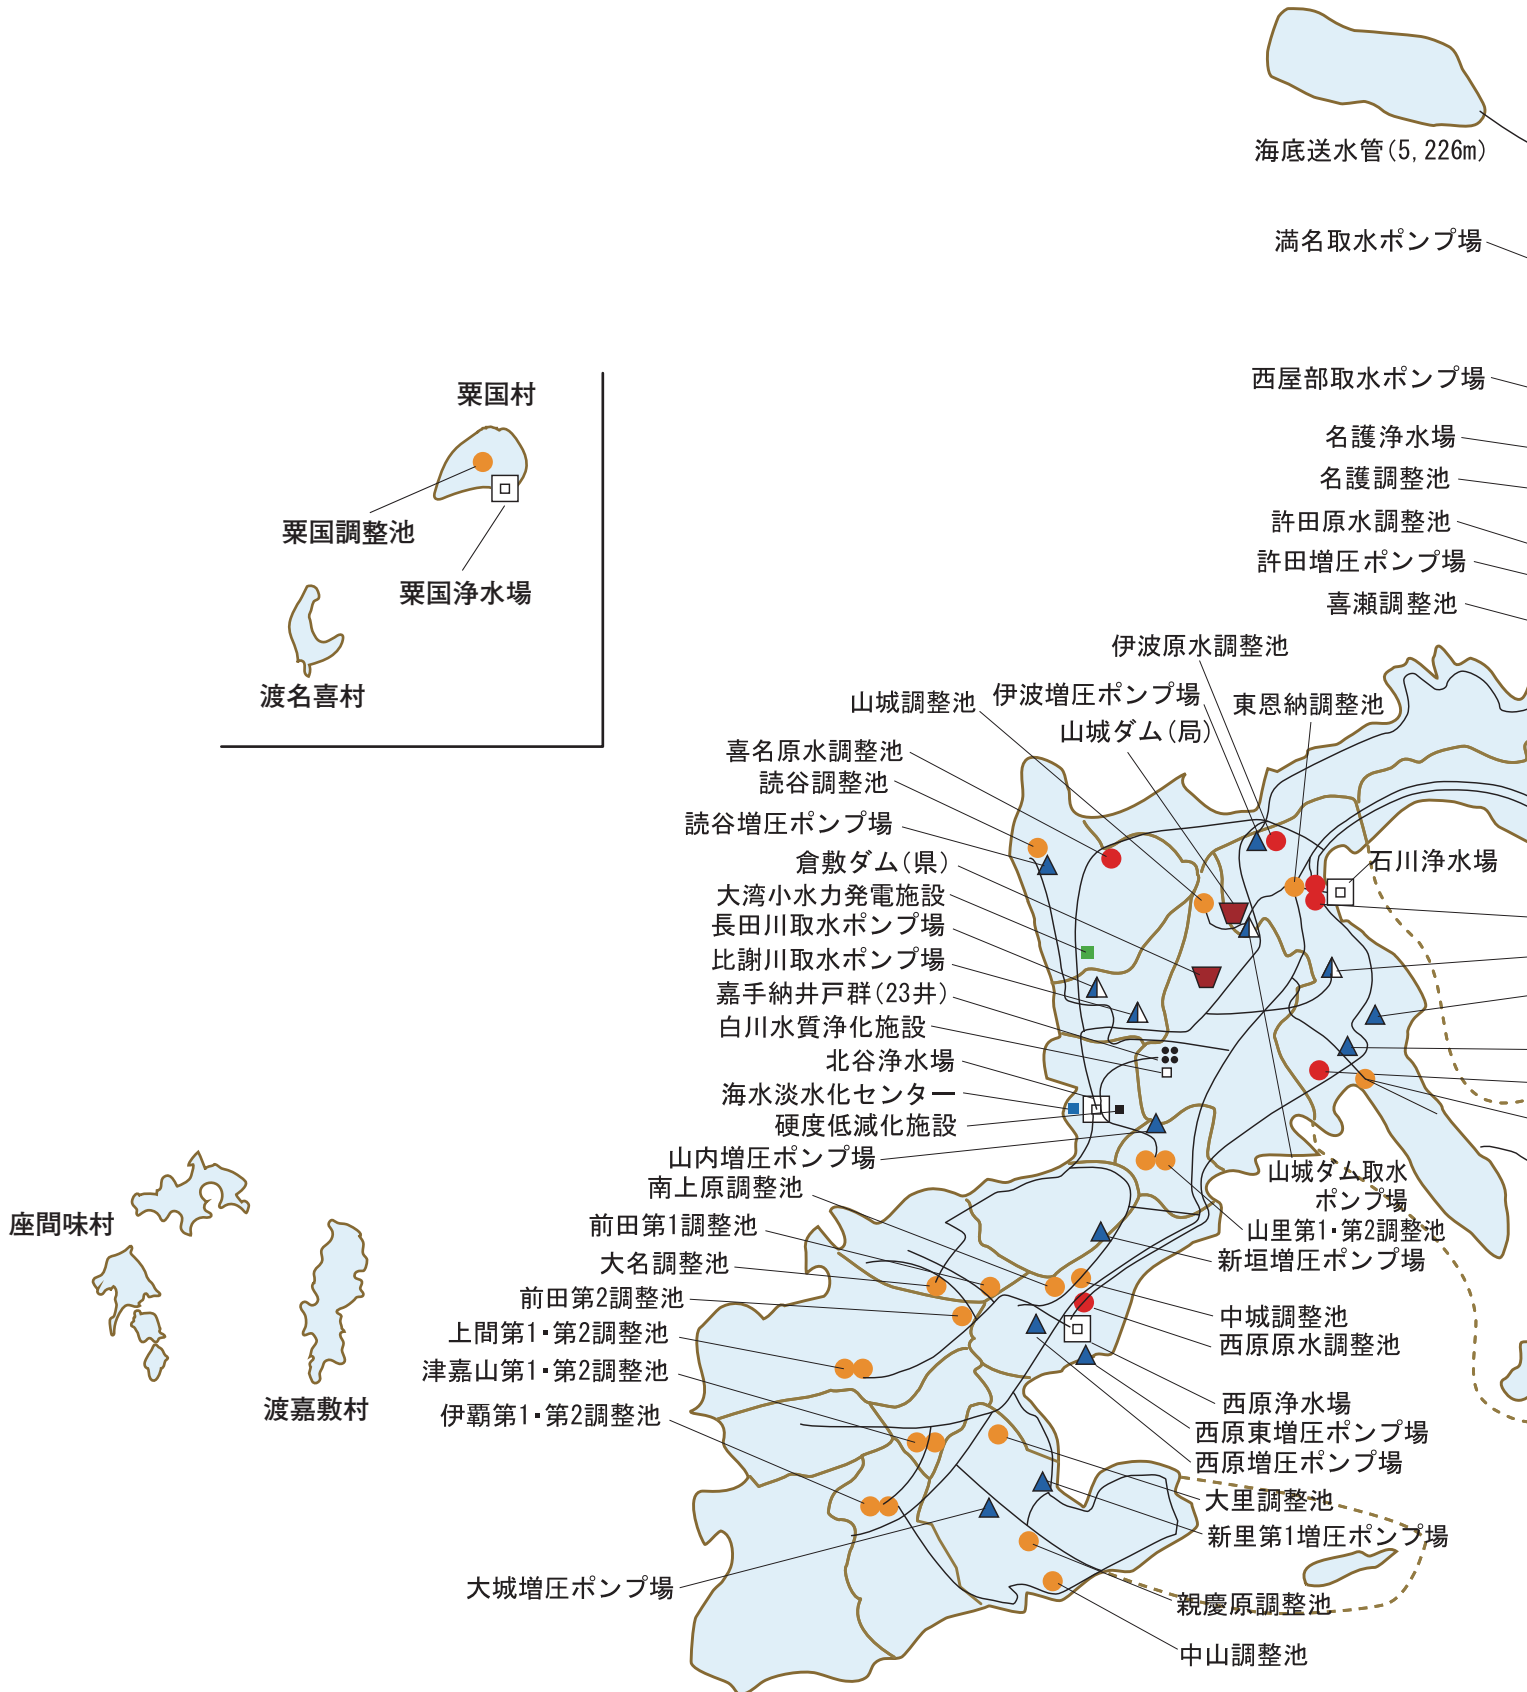 海底送水管(5,226m)
満名取水ポンプ場
西屋部取水ポンプ場
名護浄水場
名護調整池
許田原水調整池
許田増圧ポンプ場
喜瀬調整池
粟国村
粟国調整池
粟国浄水場
渡名喜村
伊波原水調整池
山城調整池
伊波増圧ポンプ場
東恩納調整池
山城ダム(局)
喜名原水調整池
読谷調整池
読谷増圧ポンプ場
倉敷ダム(県)
石川浄水場
大湾小水力発電施設
長田川取水ポンプ場
比謝川取水ポンプ場
嘉手納井戸群(23井)
白川水質浄化施設
北谷浄水場
海水淡水化センター
硬度低減化施設
山内増圧ポンプ場
南上原調整池
前田第1調整池
大名調整池
前田第2調整池
上間第1・第2調整池
津嘉山第1・第2調整池
伊覇第1・第2調整池
大城増圧ポンプ場
山城ダム取水
ポンプ場
山里第1・第2調整池
新垣増圧ポンプ場
中城調整池
西原原水調整池
西原浄水場
西原東増圧ポンプ場
西原増圧ポンプ場
大里調整池
新里第1増圧ポンプ場
親慶原調整池
中山調整池
座間味村
渡嘉敷村